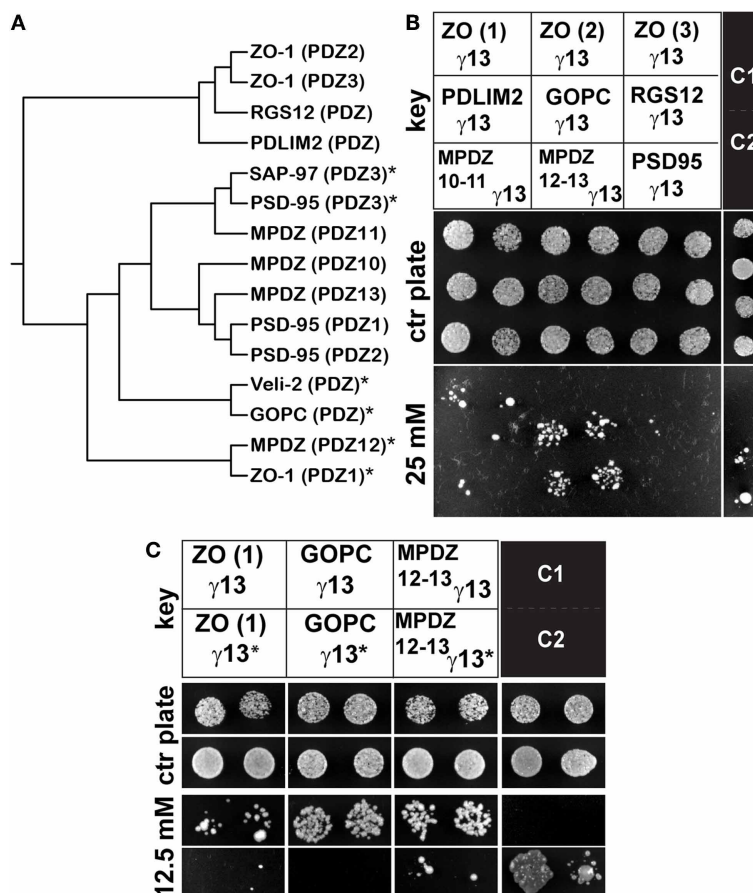 A
ZO-1 (PDZ2)
ZO-1 (PDZ3)
RGS12 (PDZ)
PDLIM2 (PDZ)
SAP-97 (PDZ3)*
PSD-95 (PDZ3)*
MPDZ (PDZ11)
MPDZ (PDZ10)
MPDZ (PDZ13)
PSD-95 (PDZ1)
PSD-95 (PDZ2)
Veli-2 (PDZ)*
GOPC (PDZ)*
MPDZ (PDZ12)*
ZO-1 (PDZ1)*
B
key
ZO (1) ZO (2) ZO (3)
γ13 γ13 γ13
PDLIM2 GOPC RGS12
γ13 γ13 γ13
MPDZ MPDZ PSD95
10-11 γ13 12-13 γ13 γ13
C1
C2
ctr plate
25 mM
C
key
ZO (1) GOPC MPDZ
γ13 γ13 12-13 γ13
C1
ZO (1) GOPC MPDZ
γ13* γ13* 12-13 γ13*
C2
ctr plate
12.5 mM